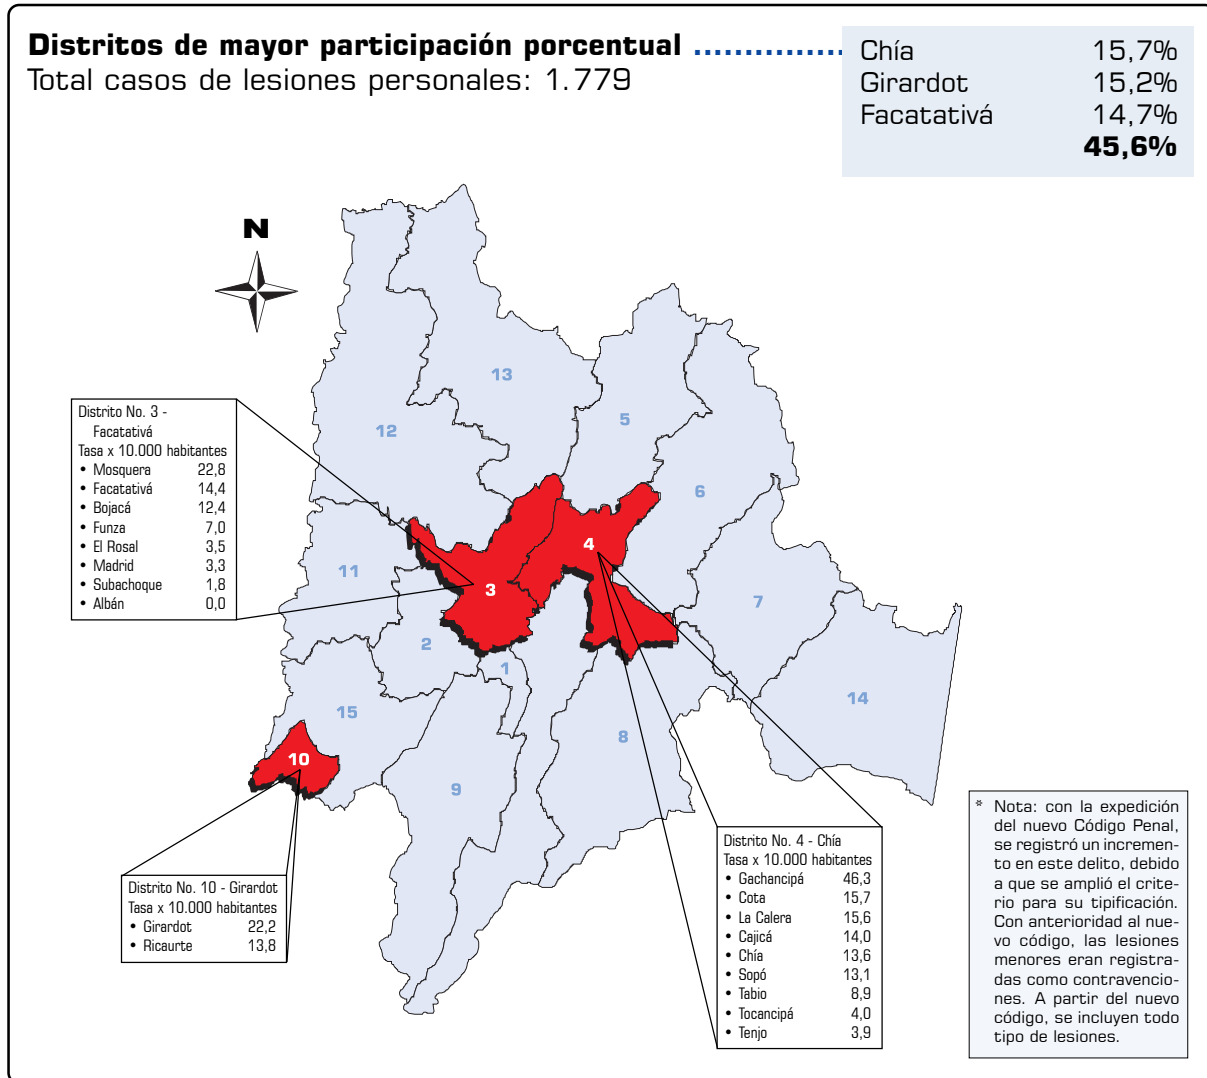 Distritos de mayor participación porcentual ................
Total casos de lesiones personales: 1.779
Chía 15,7%
Girardot 15,2%
Facatativá 14,7%
45,6%
N
13
12
5
6
4
11
3
7
2
1
14
15
8
10
9
Distrito No. 3 -
Facatativá
Tasa x 10.000 habitantes
• Mosquera 22,8
• Facatativá 14,4
• Bojacá 12,4
• Funza 7,0
• El Rosal 3,5
• Madrid 3,3
• Subachoque 1,8
• Albán 0,0
Distrito No. 10 - Girardot
Tasa x 10.000 habitantes
• Girardot 22,2
• Ricaurte 13,8
Distrito No. 4 - Chía
Tasa x 10.000 habitantes
• Gachancipá 46,3
• Cota 15,7
• La Calera 15,6
• Cajicá 14,0
• Chía 13,6
• Sopó 13,1
• Tabio 8,9
• Tocancipá 4,0
• Tenjo 3,9
* Nota: con la expedición
del nuevo Código Penal,
se registró un incremen-
to en este delito, debido
a que se amplió el crite-
rio para su tipificación.
Con anterioridad al nue-
vo código, las lesiones
menores eran registra-
das como contravencio-
nes. A partir del nuevo
código, se incluyen todo
tipo de lesiones.